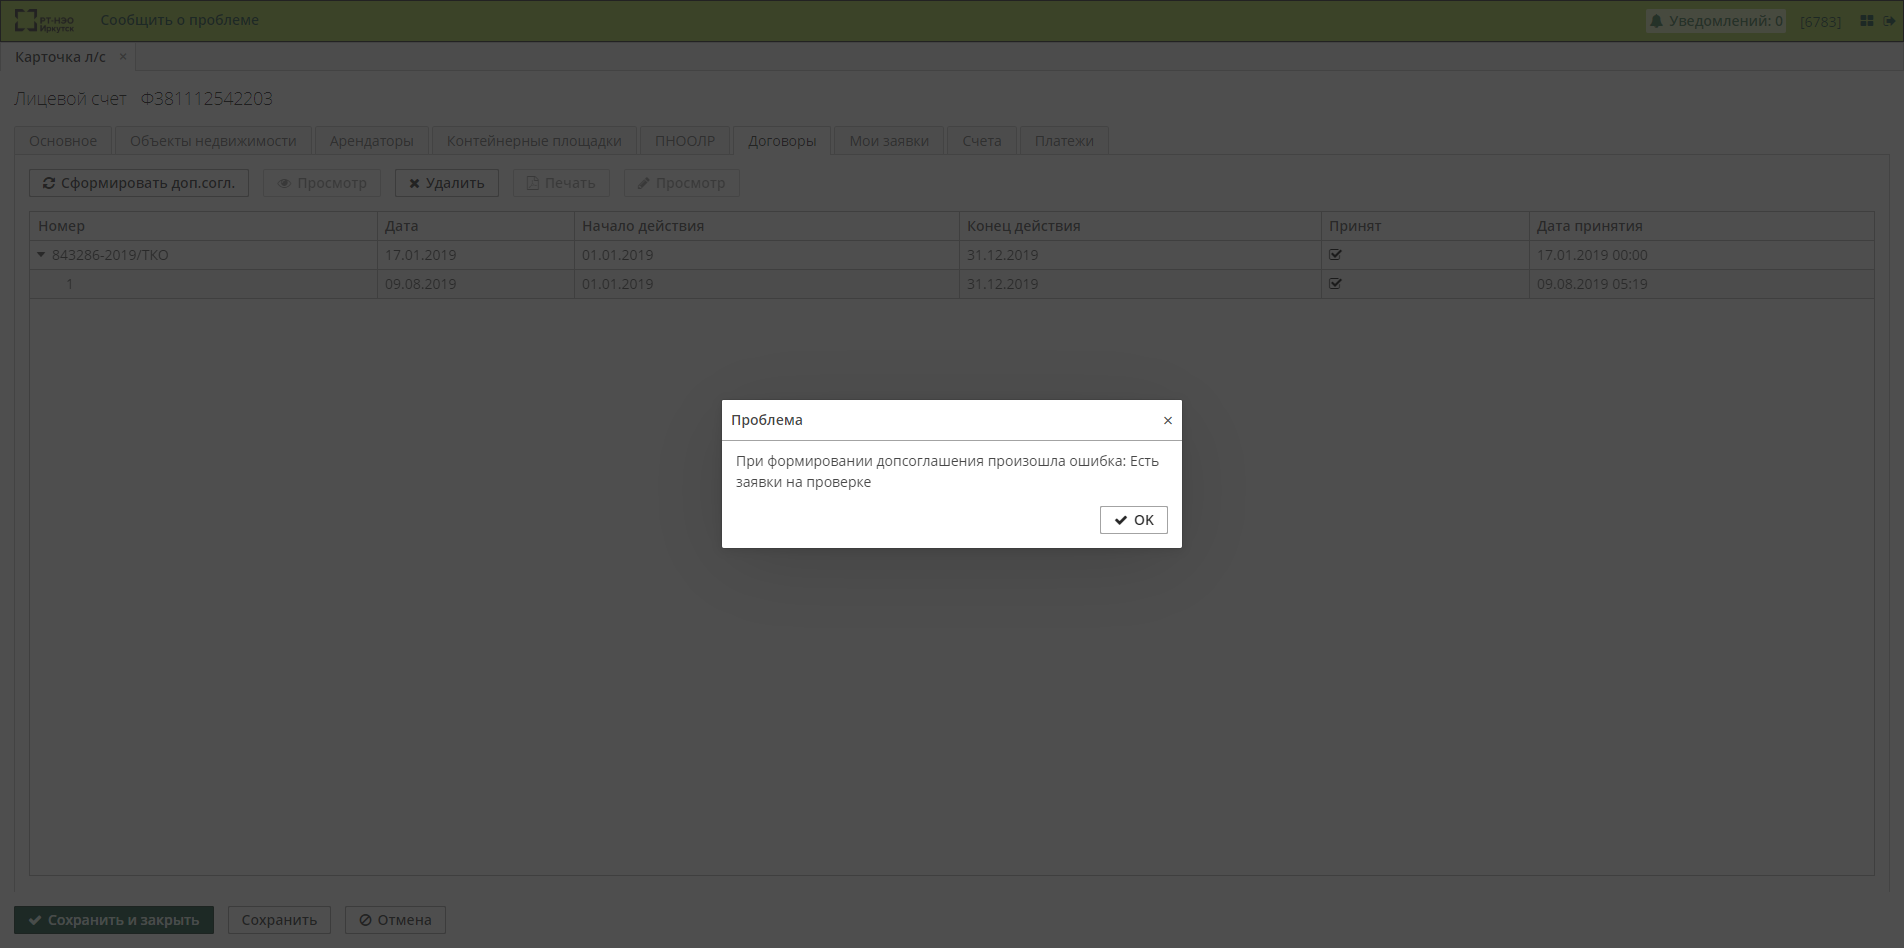 РТ-НЭО
Иркутск
Сообщить о проблеме
Уведомлений: 0
[6783]
Карточка л/с ×
Лицевой счет Ф381112542203
Основное
Объекты недвижимости
Арендаторы
Контейнерные площадки
ПНООЛР
Договоры
Мои заявки
Счета
Платежи
Сформировать доп.согл.
Просмотр
Удалить
Печать
Просмотр
Номер Дата Начало действия Конец действия Принят Дата принятия
843286-2019/ТКО 17.01.2019 01.01.2019 31.12.2019 17.01.2019 00:00
1 09.08.2019 01.01.2019 31.12.2019 09.08.2019 05:19
Проблема ×
При формировании допсоглашения произошла ошибка: Есть
заявки на проверке
OK
Сохранить и закрыть
Сохранить
Отмена